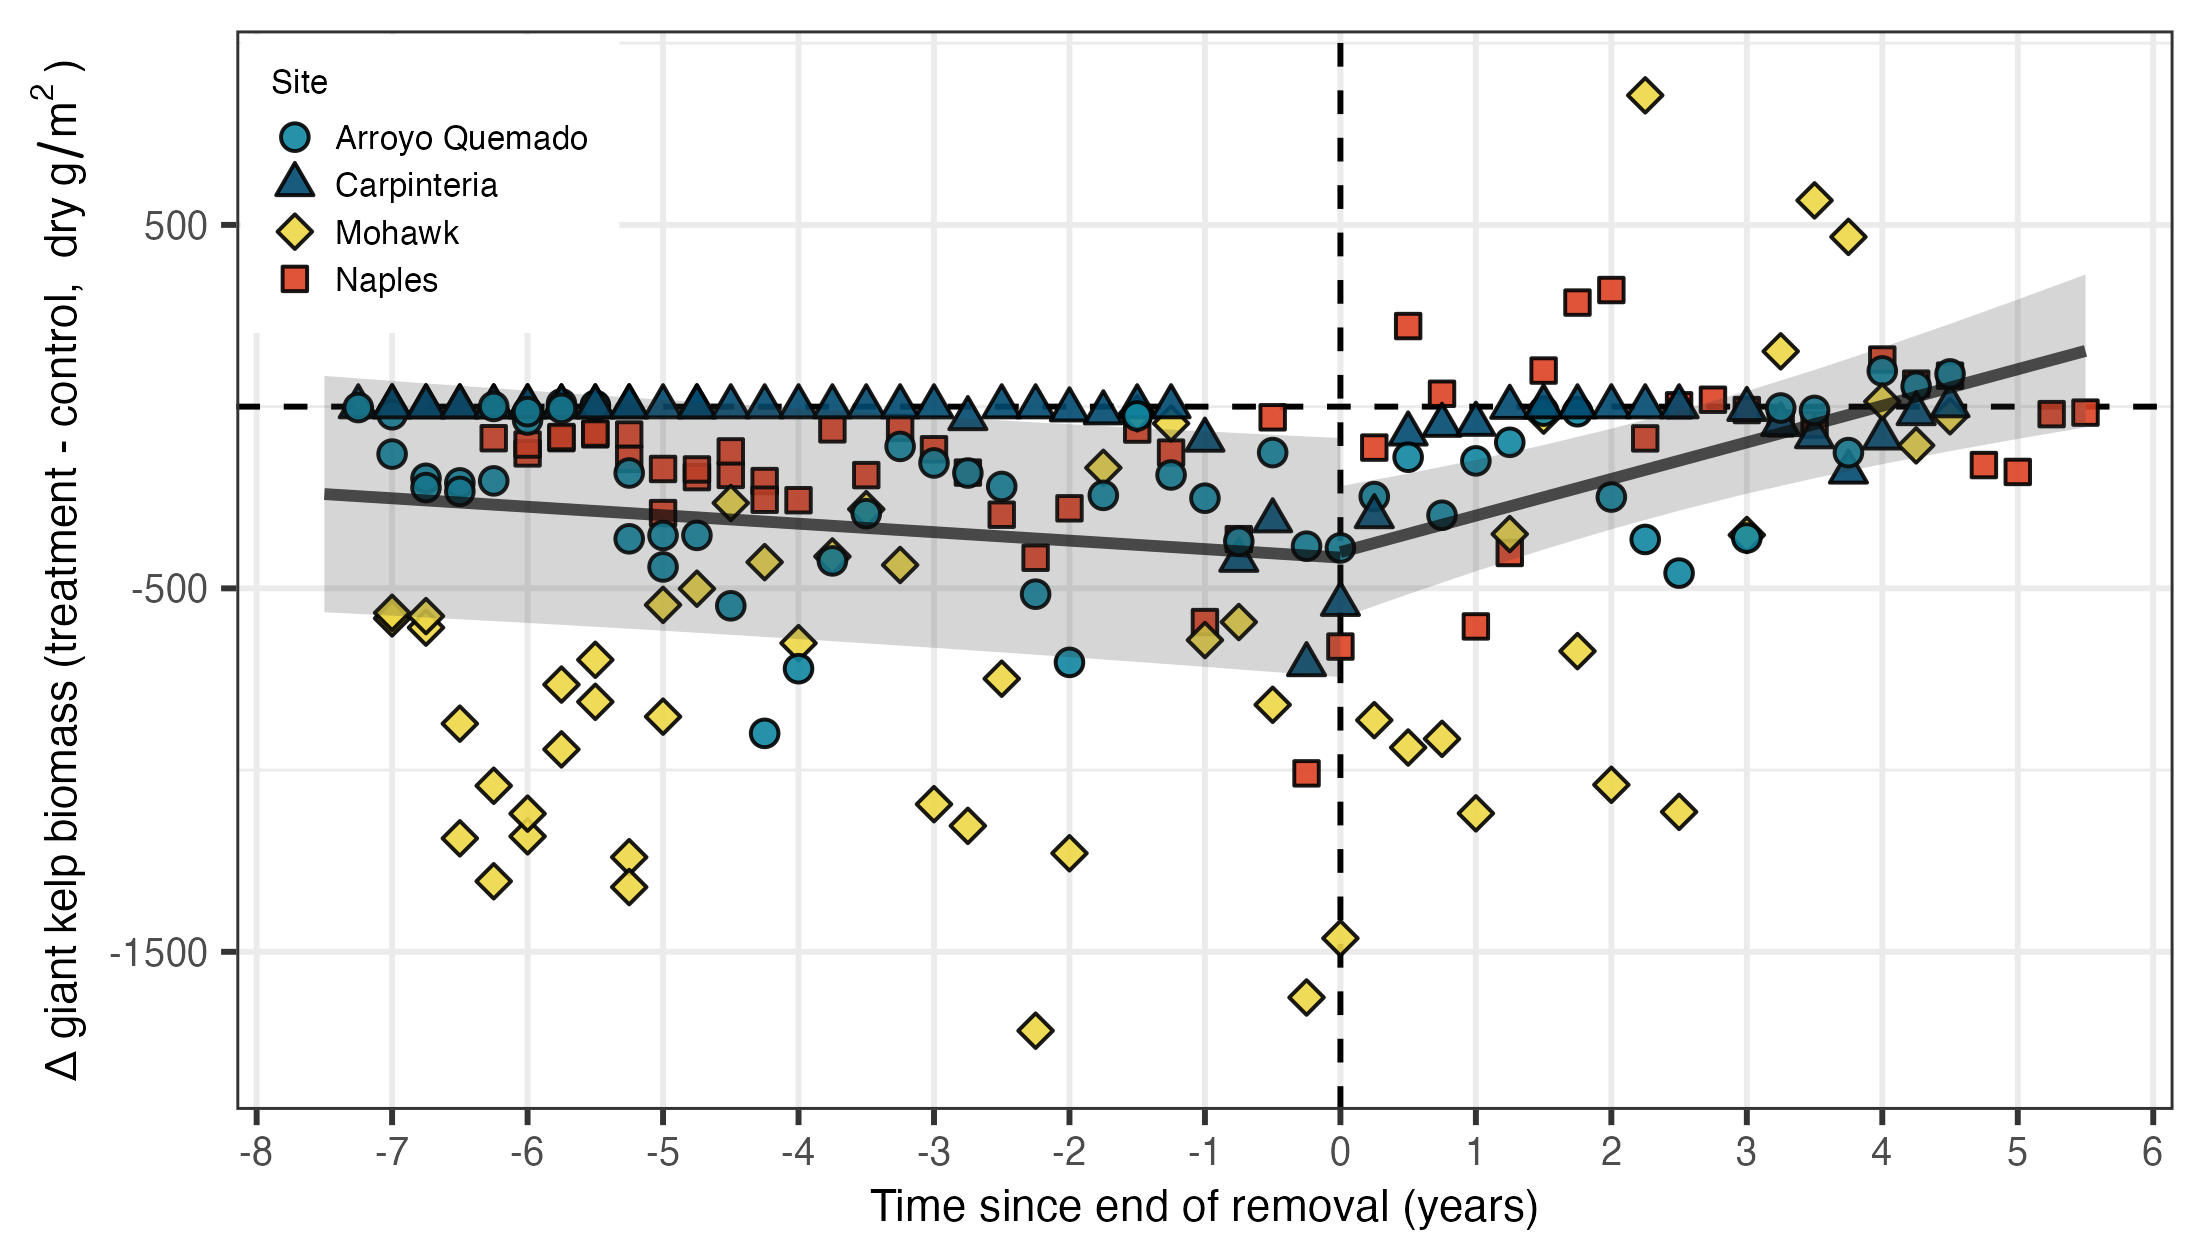 Site
Arroyo Quemado
Carpinteria
Mohawk
Naples
500
-500
-1500
-8 -7 -6 -5 -4 -3 -2 -1 0 1 2 3 4 5 6
Time since end of removal (years)
Δ giant kelp biomass (treatment - control, dry g/m²)